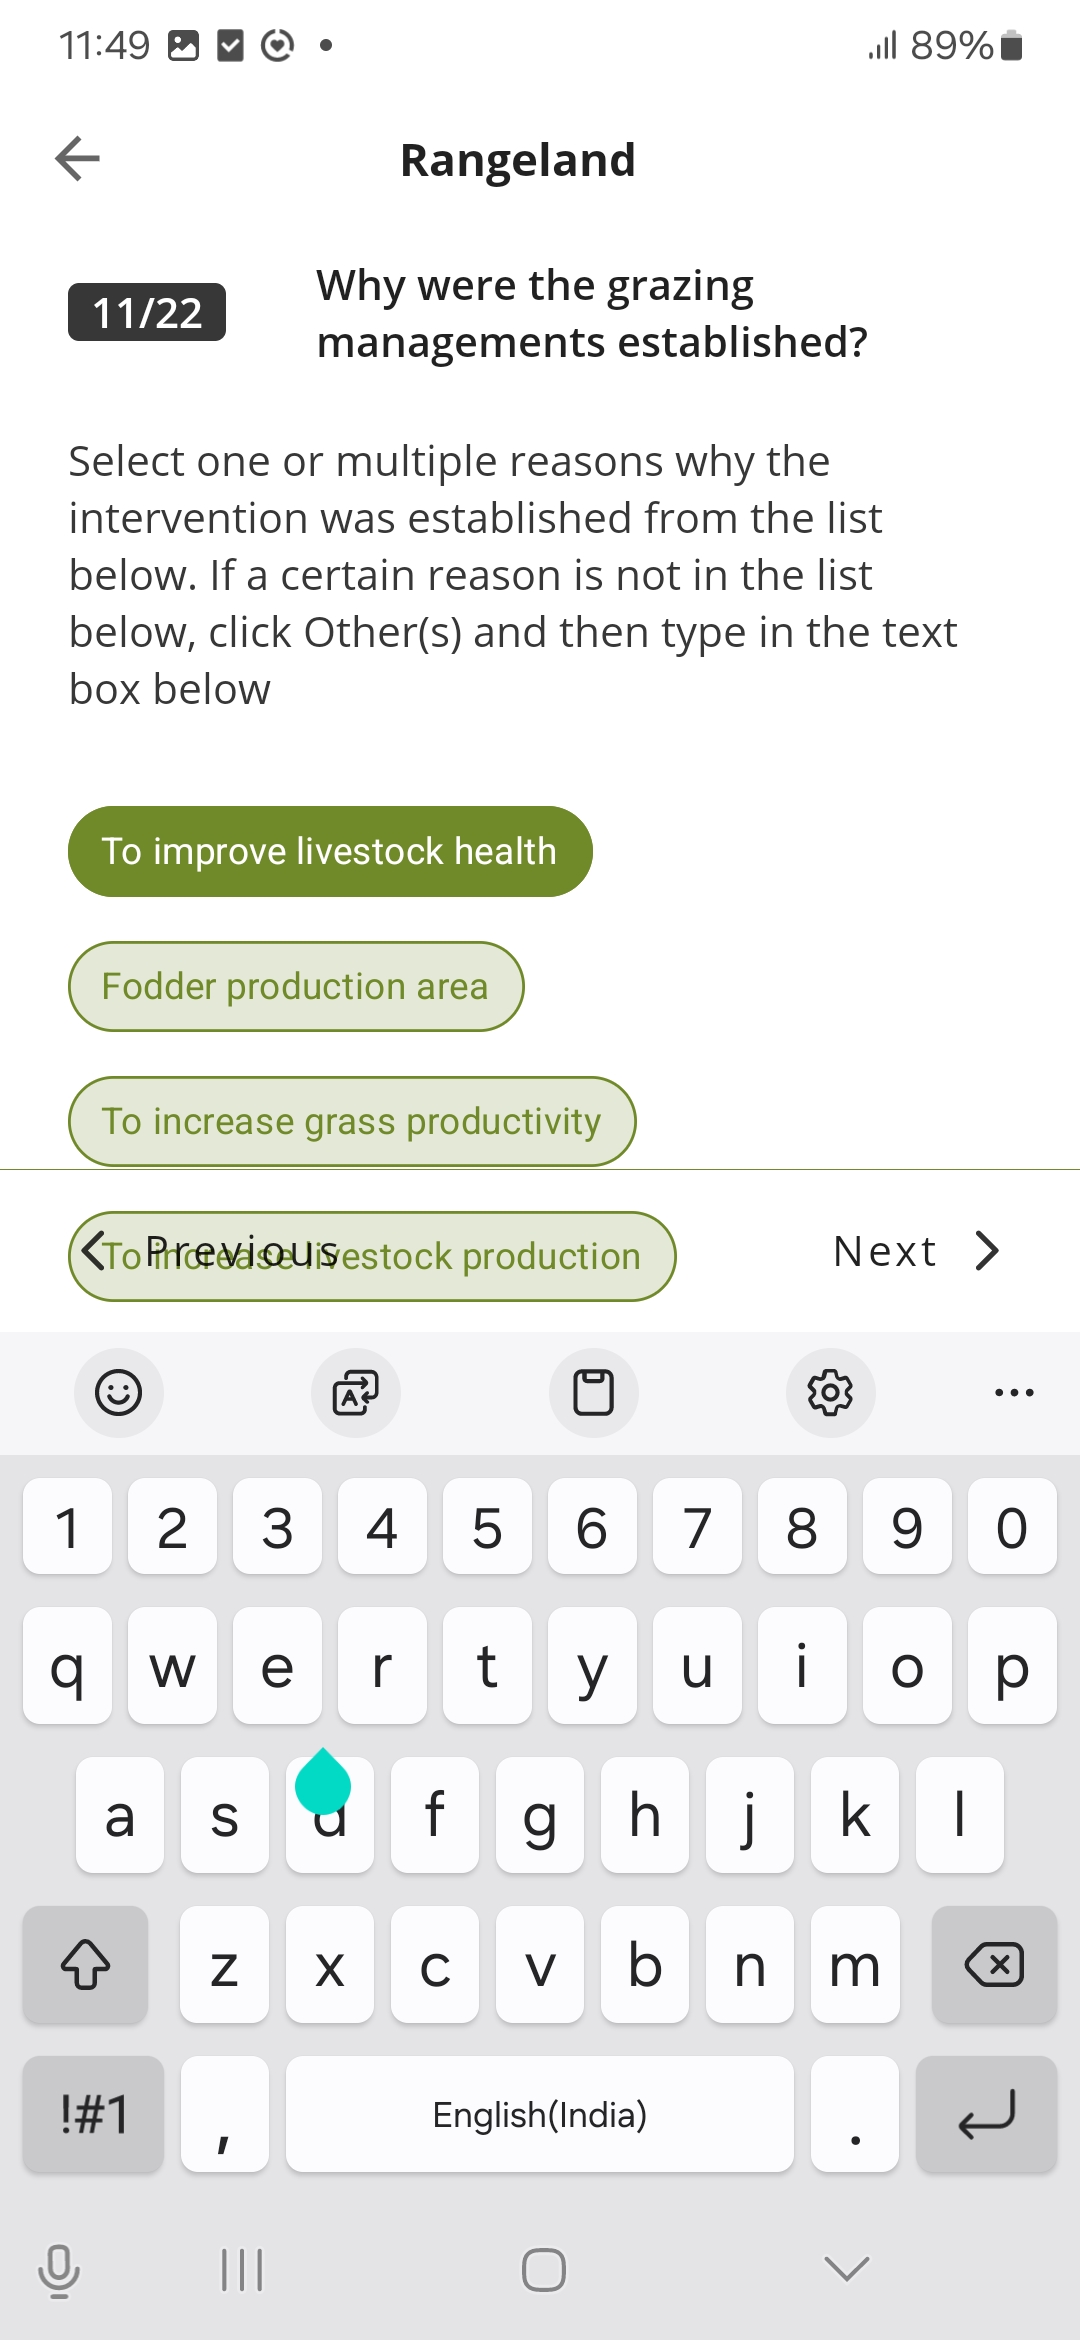 11:49
89%
Rangeland
11/22
Why were the grazing
managements established?
Select one or multiple reasons why the
intervention was established from the list
below. If a certain reason is not in the list
below, click Other(s) and then type in the text
box below
To improve livestock health
Fodder production area
To increase grass productivity
To increase livestock production
Previous
Next
1 2 3 4 5 6 7 8 9 0
q w e r t y u i o p
a s d f g h j k l
z x c v b n m
!#1 , English(India) .